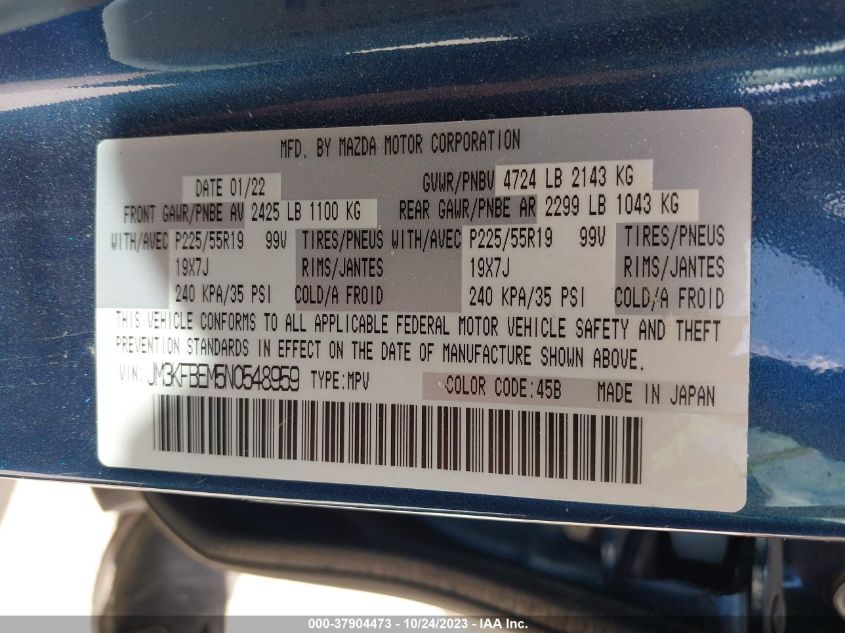 MFD. BY MAZDA MOTOR CORPORATION
DATE 01/22 GVWR/PNBV 4724 LB 2143 KG
FRONT GAWR/PNBE AV 2425 LB 1100 KG REAR GAWR/PNBE AR 2299 LB 1043 KG
WITH/AVEC P225/55R19 99V TIRES/PNEUS WITH/AVEC P225/55R19 99V TIRES/PNEUS
19X7J RIMS/JANTES 19X7J RIMS/JANTES
240 KPA/35 PSI COLD/A FROID 240 KPA/35 PSI COLD/A FROID
THIS VEHICLE CONFORMS TO ALL APPLICABLE FEDERAL MOTOR VEHICLE SAFETY AND THEFT
PREVENTION STANDARDS IN EFFECT ON THE DATE OF MANUFACTURE SHOWN ABOVE.
VIN: JM3KFBEM5N0548959 TYPE:MPV COLOR CODE:45B MADE IN JAPAN
000-37904473 - 10/24/2023 - IAA Inc.